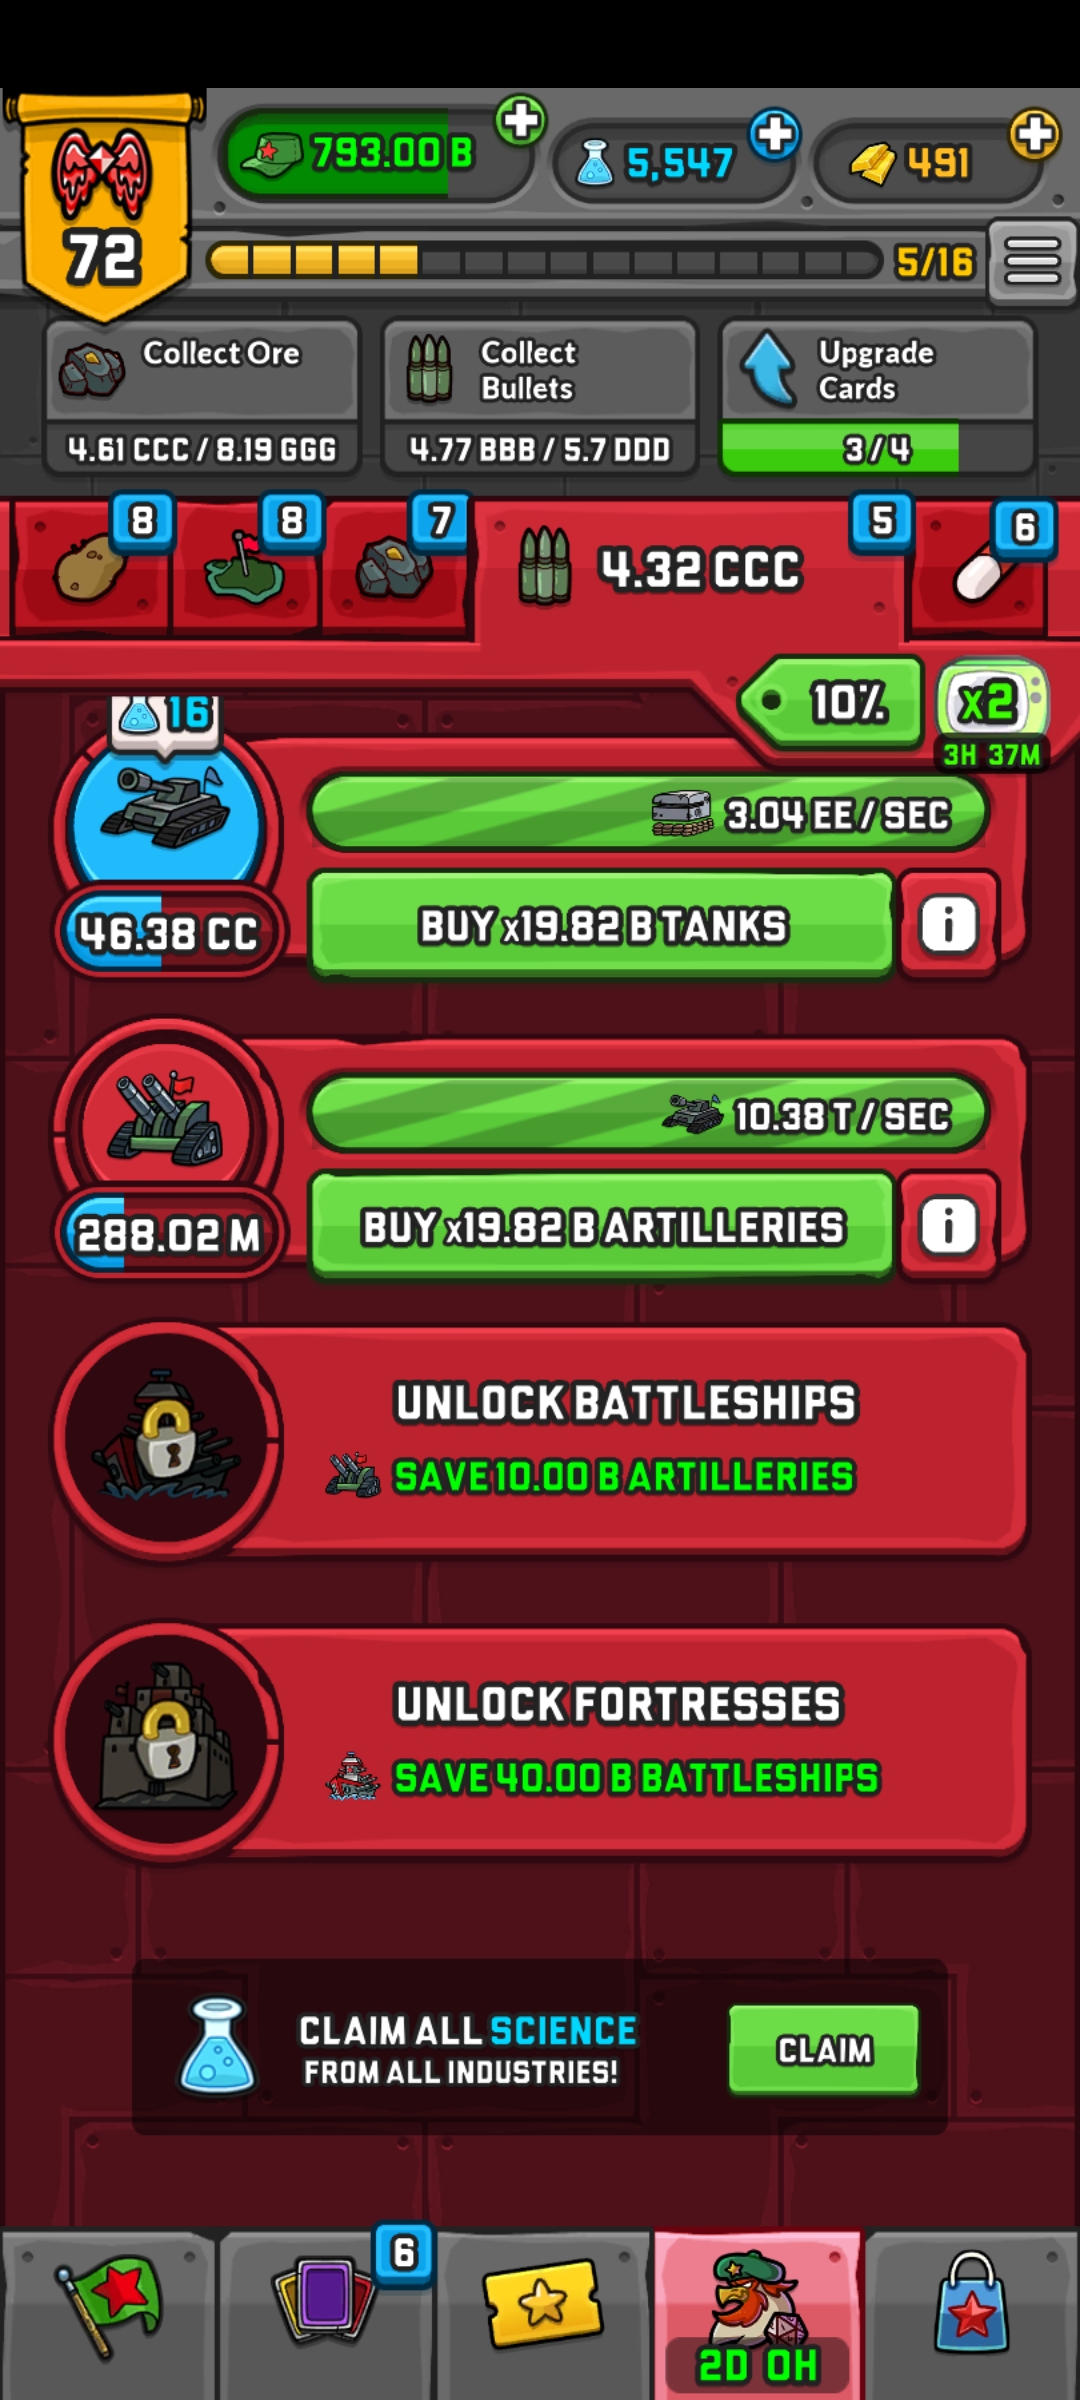 793.00 B
5,547
491
72
5/16
Collect Ore
4.61 CCC / 8.19 GGG
Collect
Bullets
4.77 BBB / 5.7 DDD
Upgrade
Cards
3/4
8
8
7
4.32 CCC
5
6
10%
x2
3H 37M
16
3.04 EE / SEC
46.38 CC
BUY x19.82 B TANKS
i
10.38 T / SEC
288.02 M
BUY x19.82 B ARTILLERIES
i
UNLOCK BATTLESHIPS
SAVE 10.00 B ARTILLERIES
UNLOCK FORTRESSES
SAVE 40.00 B BATTLESHIPS
CLAIM ALL SCIENCE
FROM ALL INDUSTRIES!
CLAIM
6
2D 0H